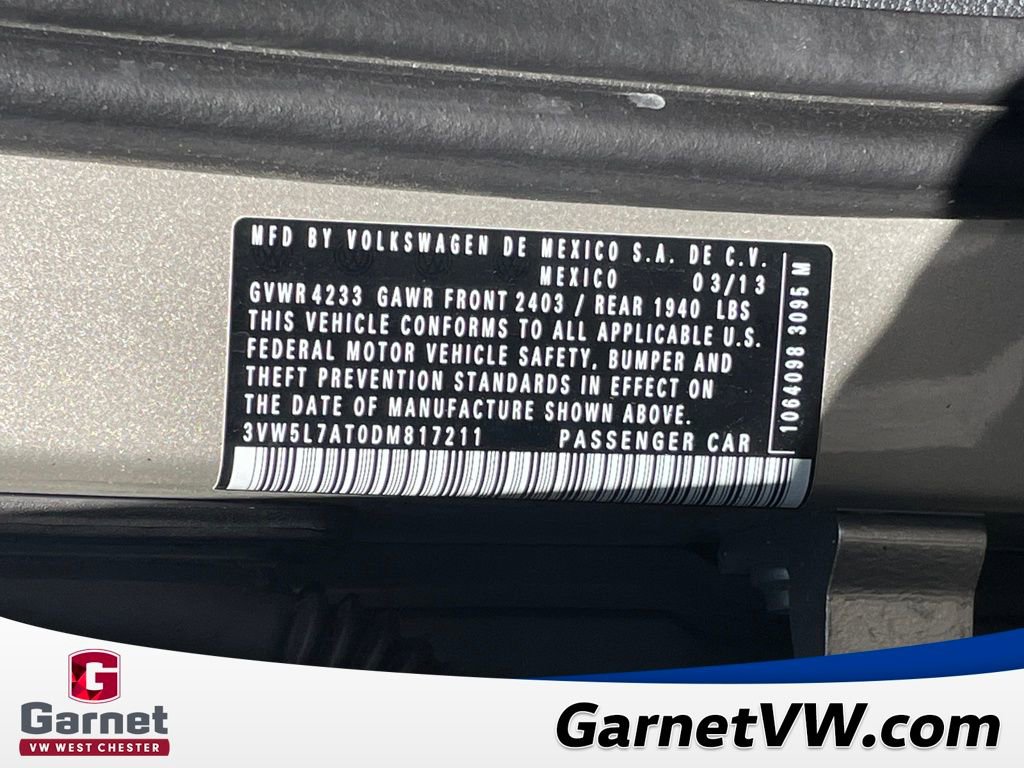 MFD BY VOLKSWAGEN DE MEXICO S.A. DE C.V.
MEXICO 03/13
GVWR 4233 GAWR FRONT 2403 / REAR 1940 LBS
THIS VEHICLE CONFORMS TO ALL APPLICABLE U.S.
FEDERAL MOTOR VEHICLE SAFETY, BUMPER AND
THEFT PREVENTION STANDARDS IN EFFECT ON
THE DATE OF MANUFACTURE SHOWN ABOVE.
3VW5L7AT0DM817211 PASSENGER CAR
1064098 3095 M
G
Garnet
VW WEST CHESTER
GarnetVW.com